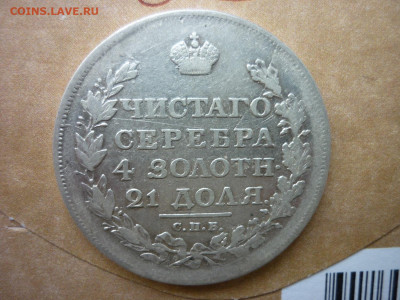 COINS.LAVE.RU
ЧИСТАГО
СЕРЕБРА
4 ЗОЛОТН.
21 ДОЛЯ.
С.П.Б.